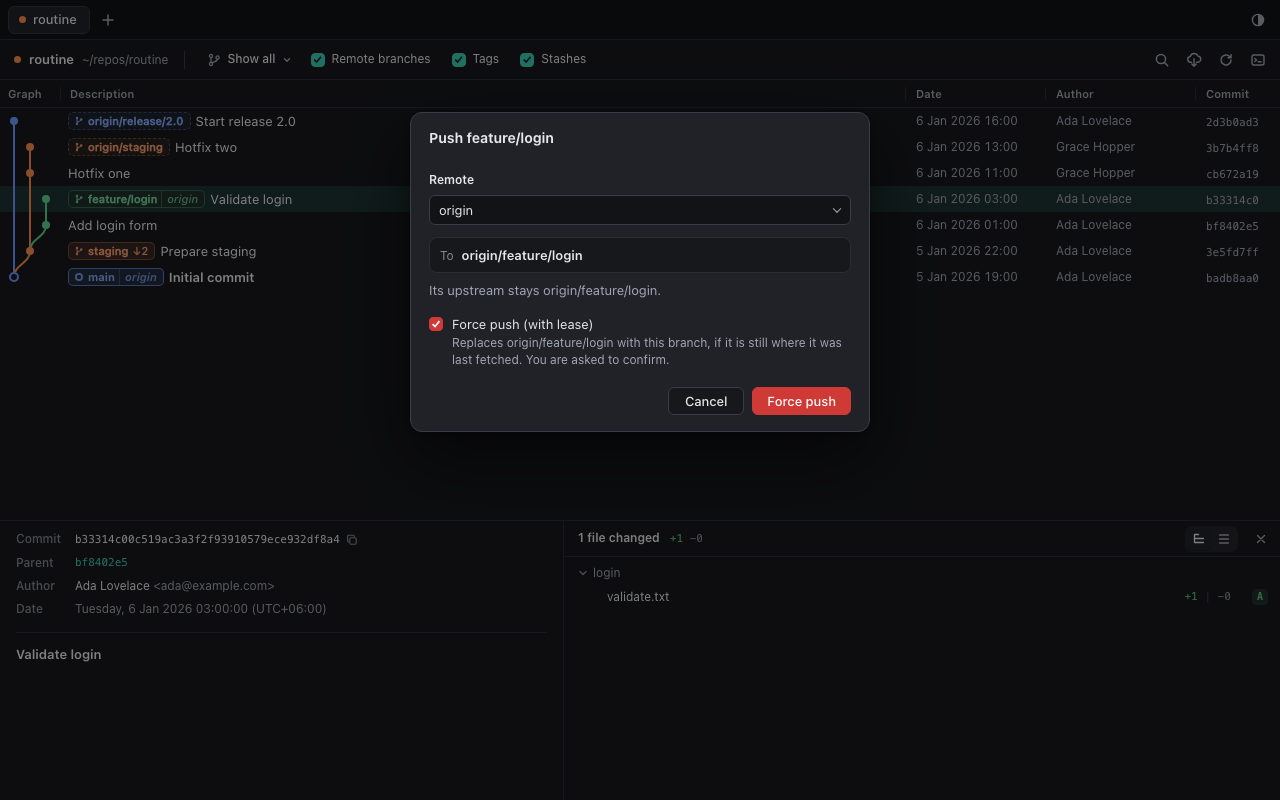 routine
routine ~/repos/routine Show all Remote branches Tags Stashes
Graph Description Date Author Commit
origin/release/2.0 Start release 2.0 6 Jan 2026 16:00 Ada Lovelace 2d3b0ad3
origin/staging Hotfix two 6 Jan 2026 13:00 Grace Hopper 3b7b4ff8
Hotfix one 6 Jan 2026 11:00 Grace Hopper cb672a19
feature/login origin Validate login 6 Jan 2026 03:00 Ada Lovelace b33314c0
Add login form 6 Jan 2026 01:00 Ada Lovelace bf8402e5
staging ↓2 Prepare staging 5 Jan 2026 22:00 Ada Lovelace 3e5fd7ff
main origin Initial commit 5 Jan 2026 19:00 Ada Lovelace badb8aa0
Push feature/login
Remote
origin
To origin/feature/login
Its upstream stays origin/feature/login.
Force push (with lease)
Replaces origin/feature/login with this branch, if it is still where it was
last fetched. You are asked to confirm.
Cancel Force push
Commit b33314c00c519ac3a3f2f93910579ece932df8a4
Parent bf8402e5
Author Ada Lovelace <ada@example.com>
Date Tuesday, 6 Jan 2026 03:00:00 (UTC+06:00)
Validate login
1 file changed +1 −0
login
validate.txt +1 −0 A